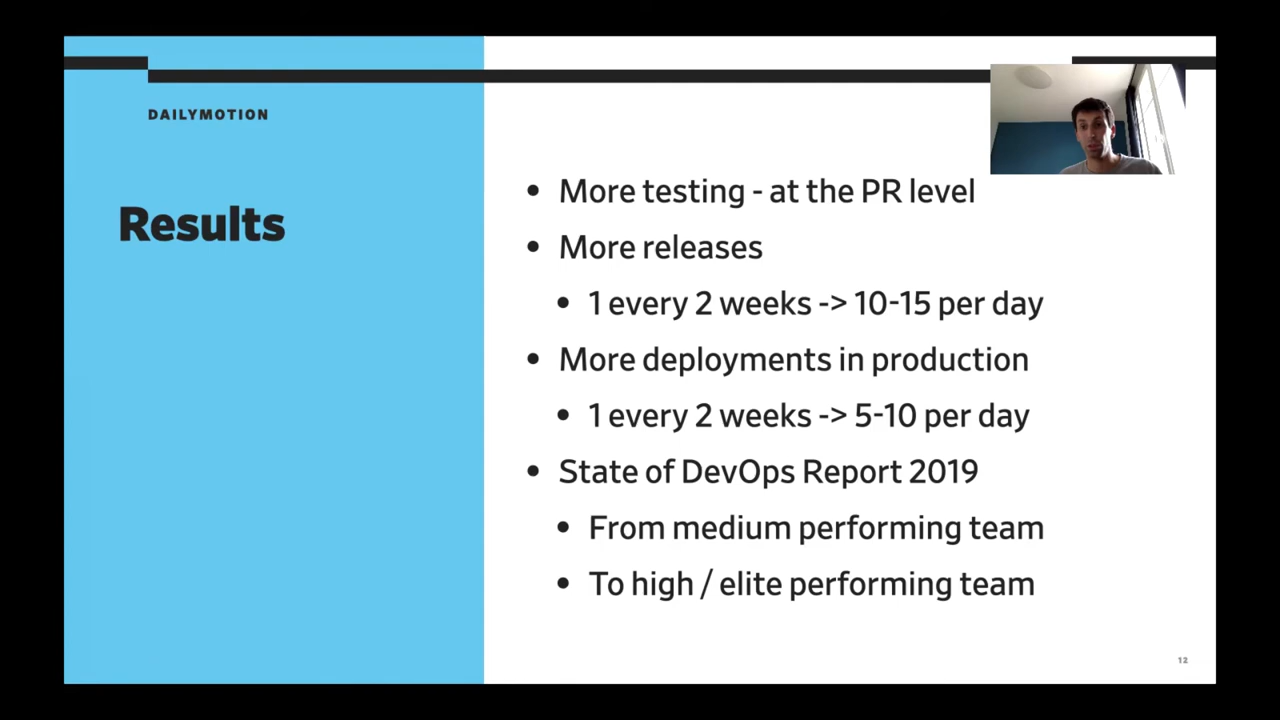 DAILYMOTION
Results
• More testing - at the PR level
• More releases
• 1 every 2 weeks -> 10-15 per day
• More deployments in production
• 1 every 2 weeks -> 5-10 per day
• State of DevOps Report 2019
• From medium performing team
• To high / elite performing team
12